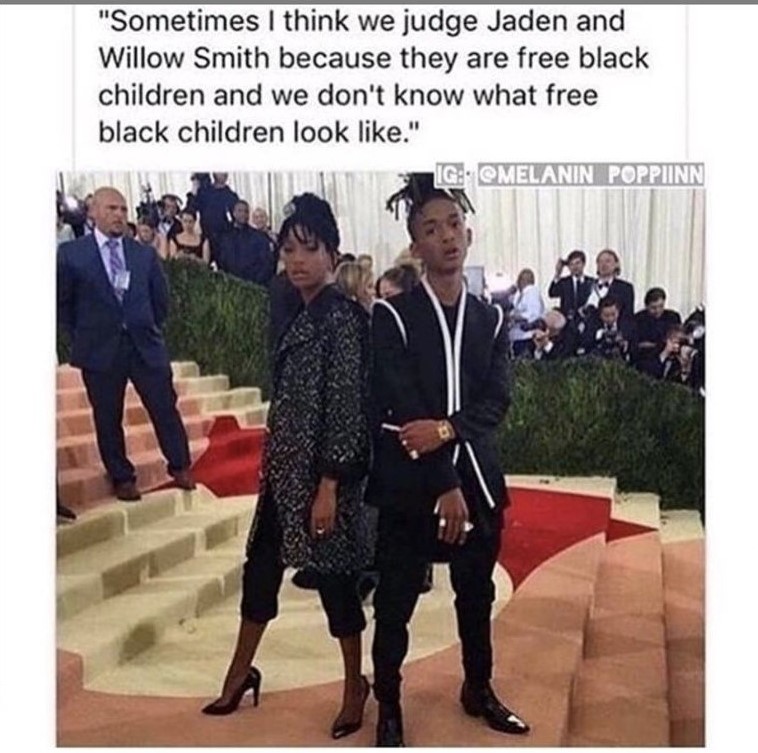 "Sometimes I think we judge Jaden and
Willow Smith because they are free black
children and we don't know what free
black children look like."
IG: @MELANIN_POPPIINN